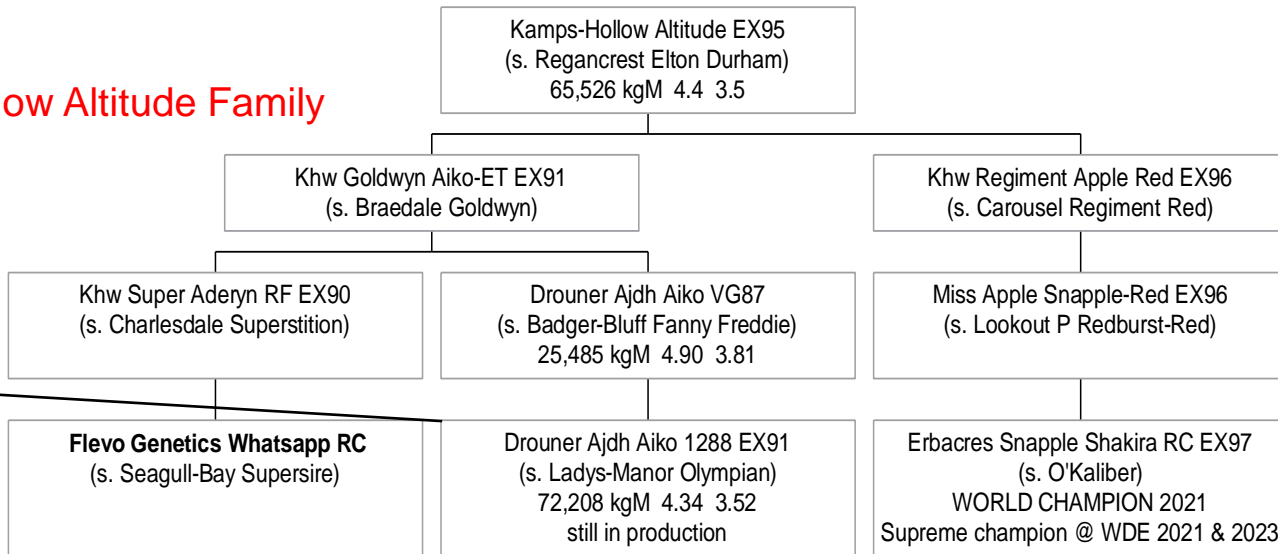 Kamps-Hollow Altitude EX95
(s. Regancrest Elton Durham)
65,526 kgM 4.4 3.5
ow Altitude Family
Khw Goldwyn Aiko-ET EX91
(s. Braedale Goldwyn)
Khw Regiment Apple Red EX96
(s. Carousel Regiment Red)
Khw Super Aderyn RF EX90
(s. Charlesdale Superstition)
Drouner Ajdh Aiko VG87
(s. Badger-Bluff Fanny Freddie)
25,485 kgM 4.90 3.81
Miss Apple Snapple-Red EX96
(s. Lookout P Redburst-Red)
Flevo Genetics Whatsapp RC
(s. Seagull-Bay Supersire)
Drouner Ajdh Aiko 1288 EX91
(s. Ladys-Manor Olympian)
72,208 kgM 4.34 3.52
still in production
Erbacres Snapple Shakira RC EX97
(s. O'Kaliber)
WORLD CHAMPION 2021
Supreme champion @ WDE 2021 & 2023